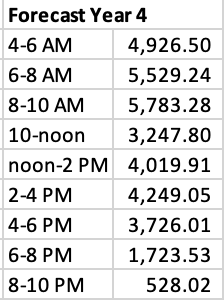 Forecast Year 4
4-6 AM 4,926.50
6-8 AM 5,529.24
8-10 AM 5,783.28
10-noon 3,247.80
noon-2 PM 4,019.91
2-4 PM 4,249.05
4-6 PM 3,726.01
6-8 PM 1,723.53
8-10 PM 528.02